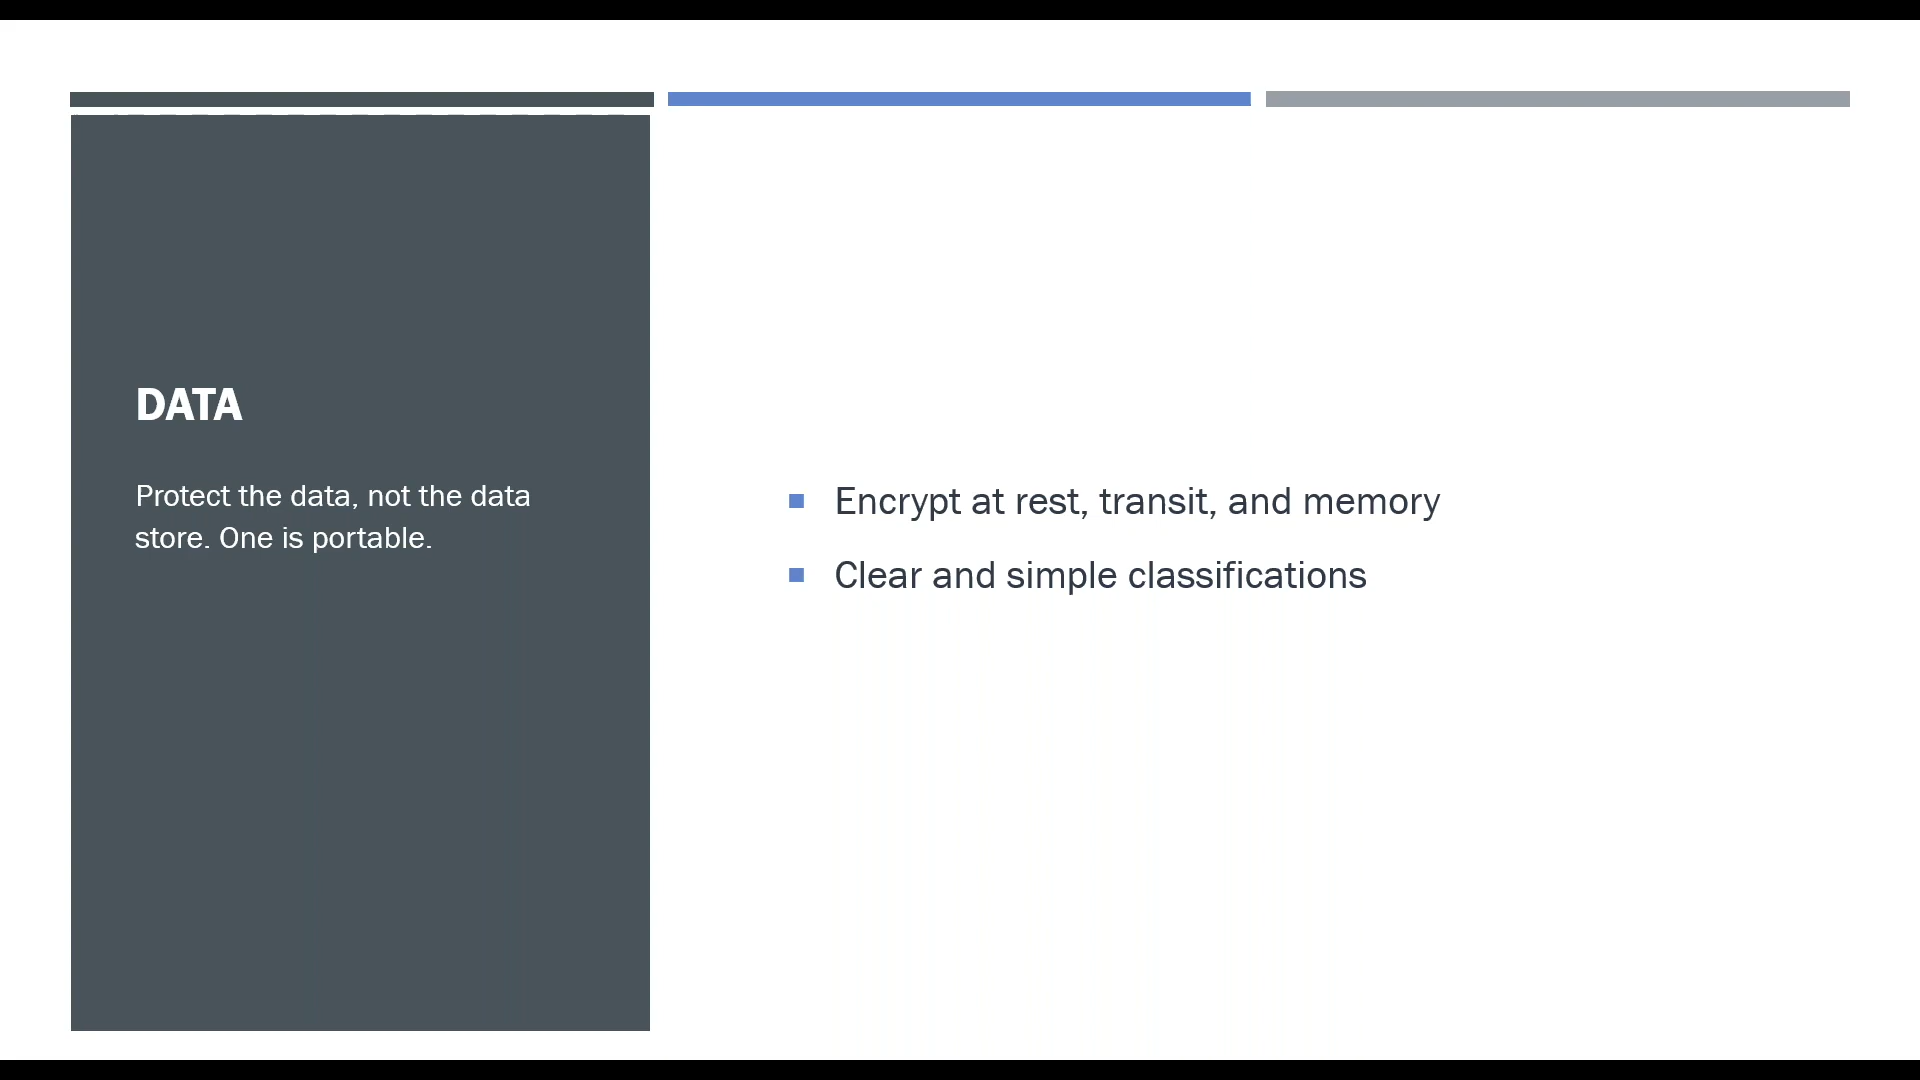 DATA
Protect the data, not the data
store. One is portable.
Encrypt at rest, transit, and memory
Clear and simple classifications